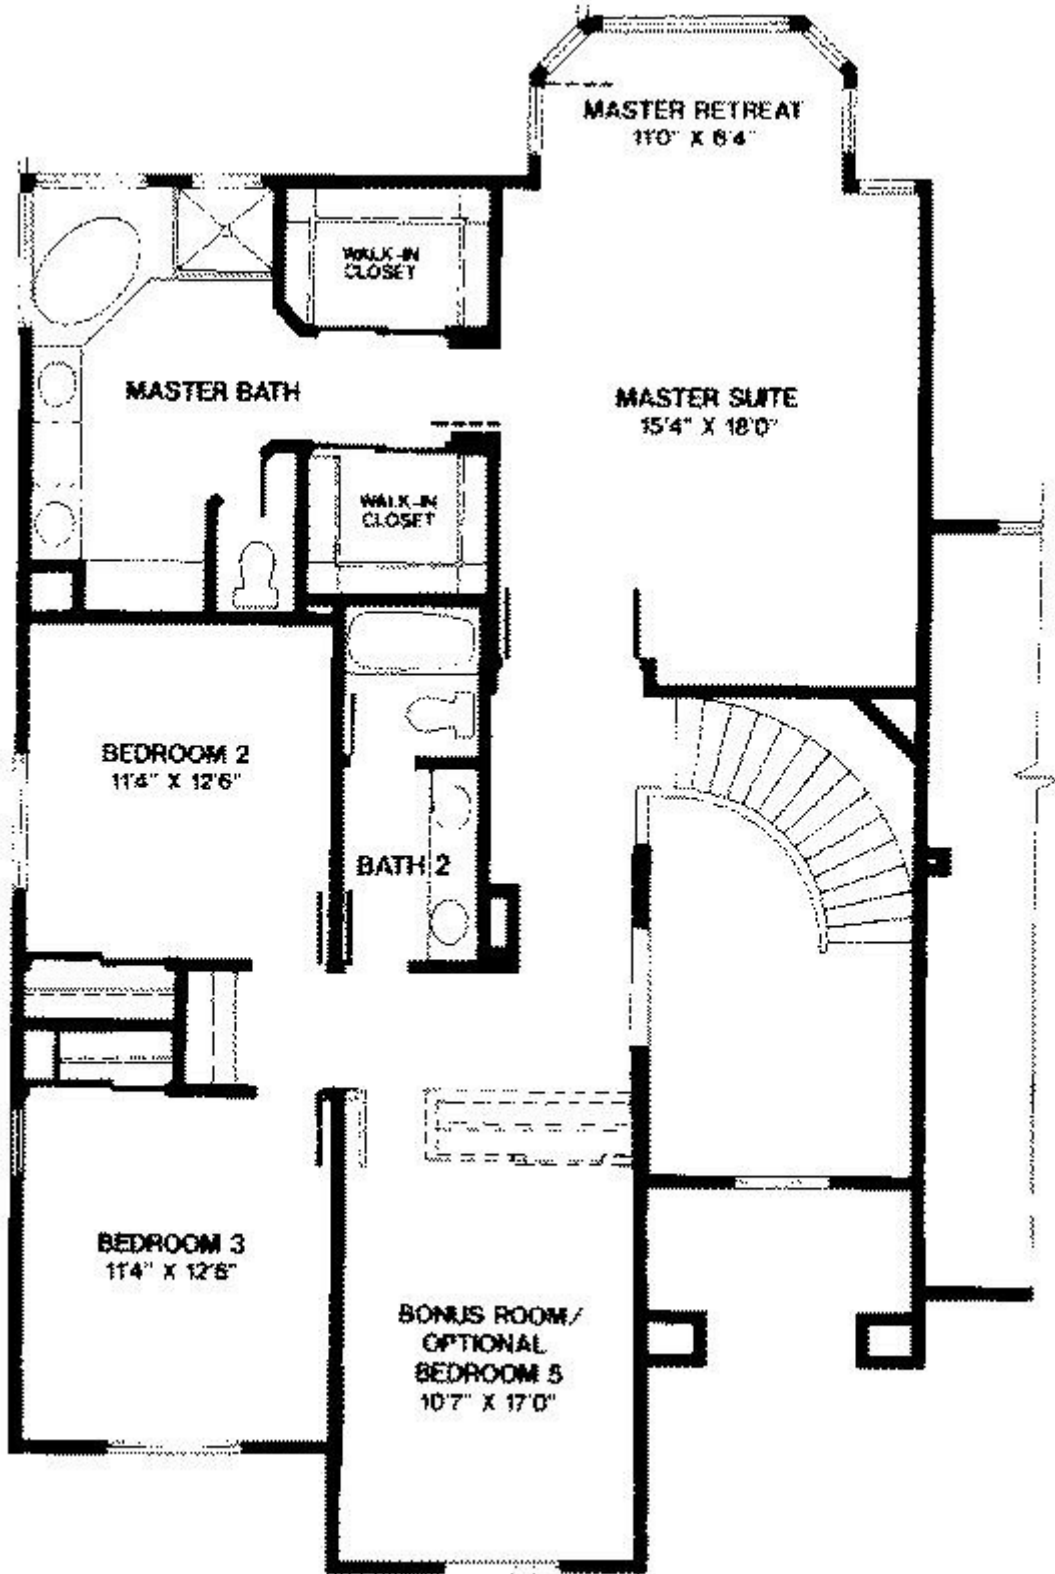 MASTER RETREAT
11'0" X 6'4"
WALK-IN
CLOSET
MASTER BATH
MASTER SUITE
15'4" X 18'0"
WALK-IN
CLOSET
BEDROOM 2
11'4" X 12'6"
BATH 2
BEDROOM 3
11'4" X 12'6"
BONUS ROOM/
OPTIONAL
BEDROOM 5
10'7" X 17'0"